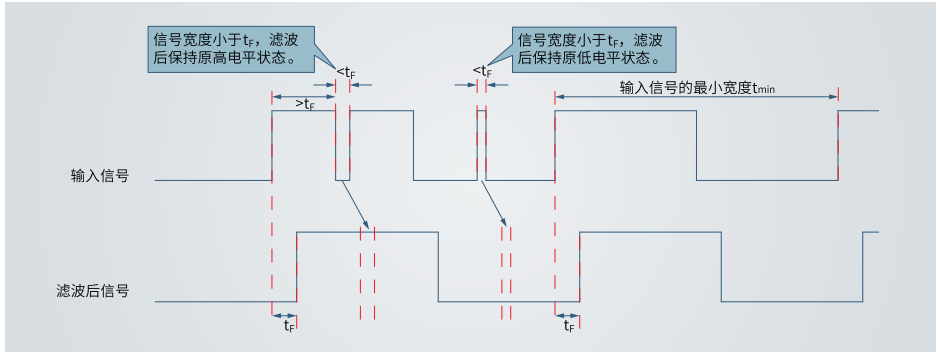 信号宽度小于tF，滤波
后保持原高电平状态。
信号宽度小于tF，滤波
后保持原低电平状态。
<tF
<tF
>tF
输入信号的最小宽度tmin
输入信号
滤波后信号
tF
tF